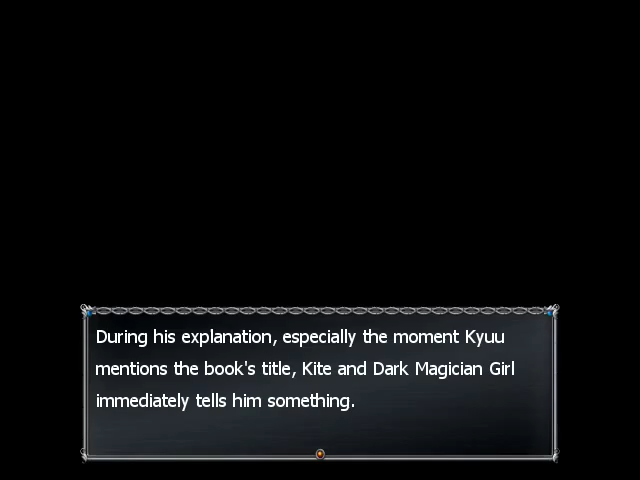 During his explanation, especially the moment Kyuu
mentions the book's title, Kite and Dark Magician Girl
immediately tells him something.